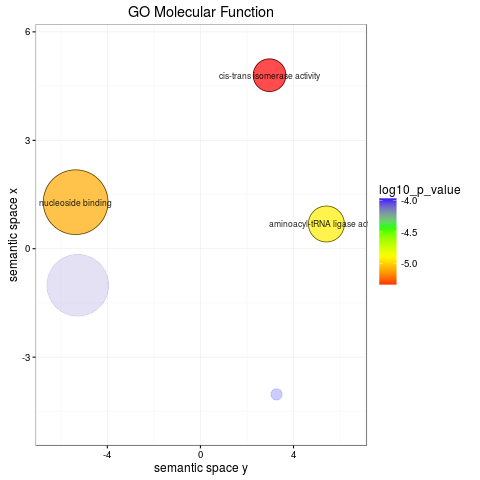 GO Molecular Function
6
3
0
-3
semantic space x
cis-trans isomerase activity
nucleoside binding
aminoacyl-tRNA ligase act
-4
0
4
semantic space y
log10_p_value
-4.0
-4.5
-5.0